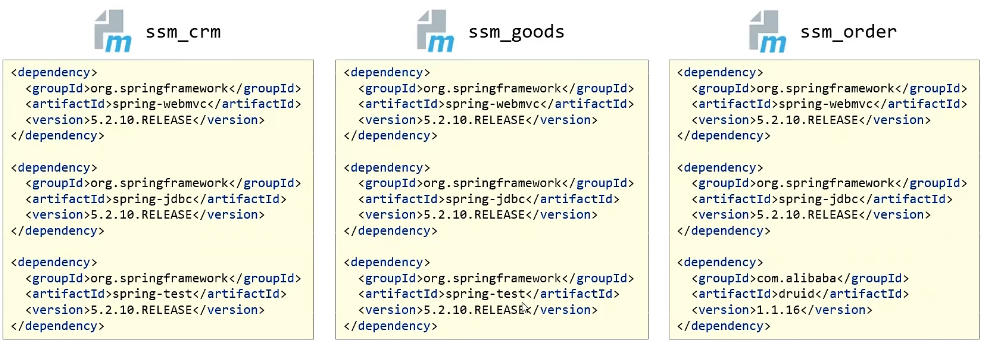 ssm_crm
<dependency>
<groupId>org.springframework</groupId>
<artifactId>spring-webmvc</artifactId>
<version>5.2.10.RELEASE</version>
</dependency>
<dependency>
<groupId>org.springframework</groupId>
<artifactId>spring-jdbc</artifactId>
<version>5.2.10.RELEASE</version>
</dependency>
<dependency>
<groupId>org.springframework</groupId>
<artifactId>spring-test</artifactId>
<version>5.2.10.RELEASE</version>
</dependency>
ssm_goods
<dependency>
<groupId>org.springframework</groupId>
<artifactId>spring-webmvc</artifactId>
<version>5.2.10.RELEASE</version>
</dependency>
<dependency>
<groupId>org.springframework</groupId>
<artifactId>spring-jdbc</artifactId>
<version>5.2.10.RELEASE</version>
</dependency>
<dependency>
<groupId>org.springframework</groupId>
<artifactId>spring-test</artifactId>
<version>5.2.10.RELEASE</version>
</dependency>
ssm_order
<dependency>
<groupId>org.springframework</groupId>
<artifactId>spring-webmvc</artifactId>
<version>5.2.10.RELEASE</version>
</dependency>
<dependency>
<groupId>org.springframework</groupId>
<artifactId>spring-jdbc</artifactId>
<version>5.2.10.RELEASE</version>
</dependency>
<dependency>
<groupId>com.alibaba</groupId>
<artifactId>druid</artifactId>
<version>1.1.16</version>
</dependency>